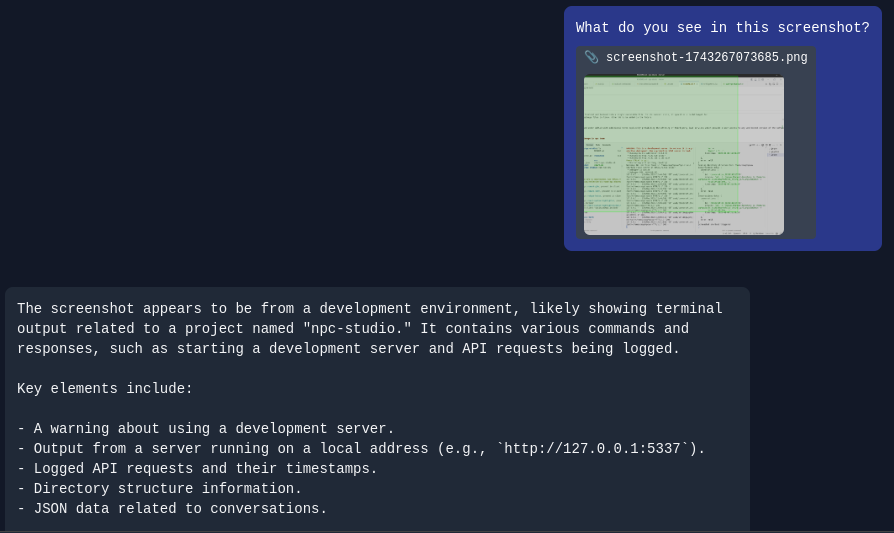 What do you see in this screenshot?
screenshot-1743267073685.png
The screenshot appears to be from a development environment, likely showing terminal
output related to a project named "npc-studio." It contains various commands and
responses, such as starting a development server and API requests being logged.
Key elements include:
- A warning about using a development server.
- Output from a server running on a local address (e.g., `http://127.0.0.1:5337`).
- Logged API requests and their timestamps.
- Directory structure information.
- JSON data related to conversations.